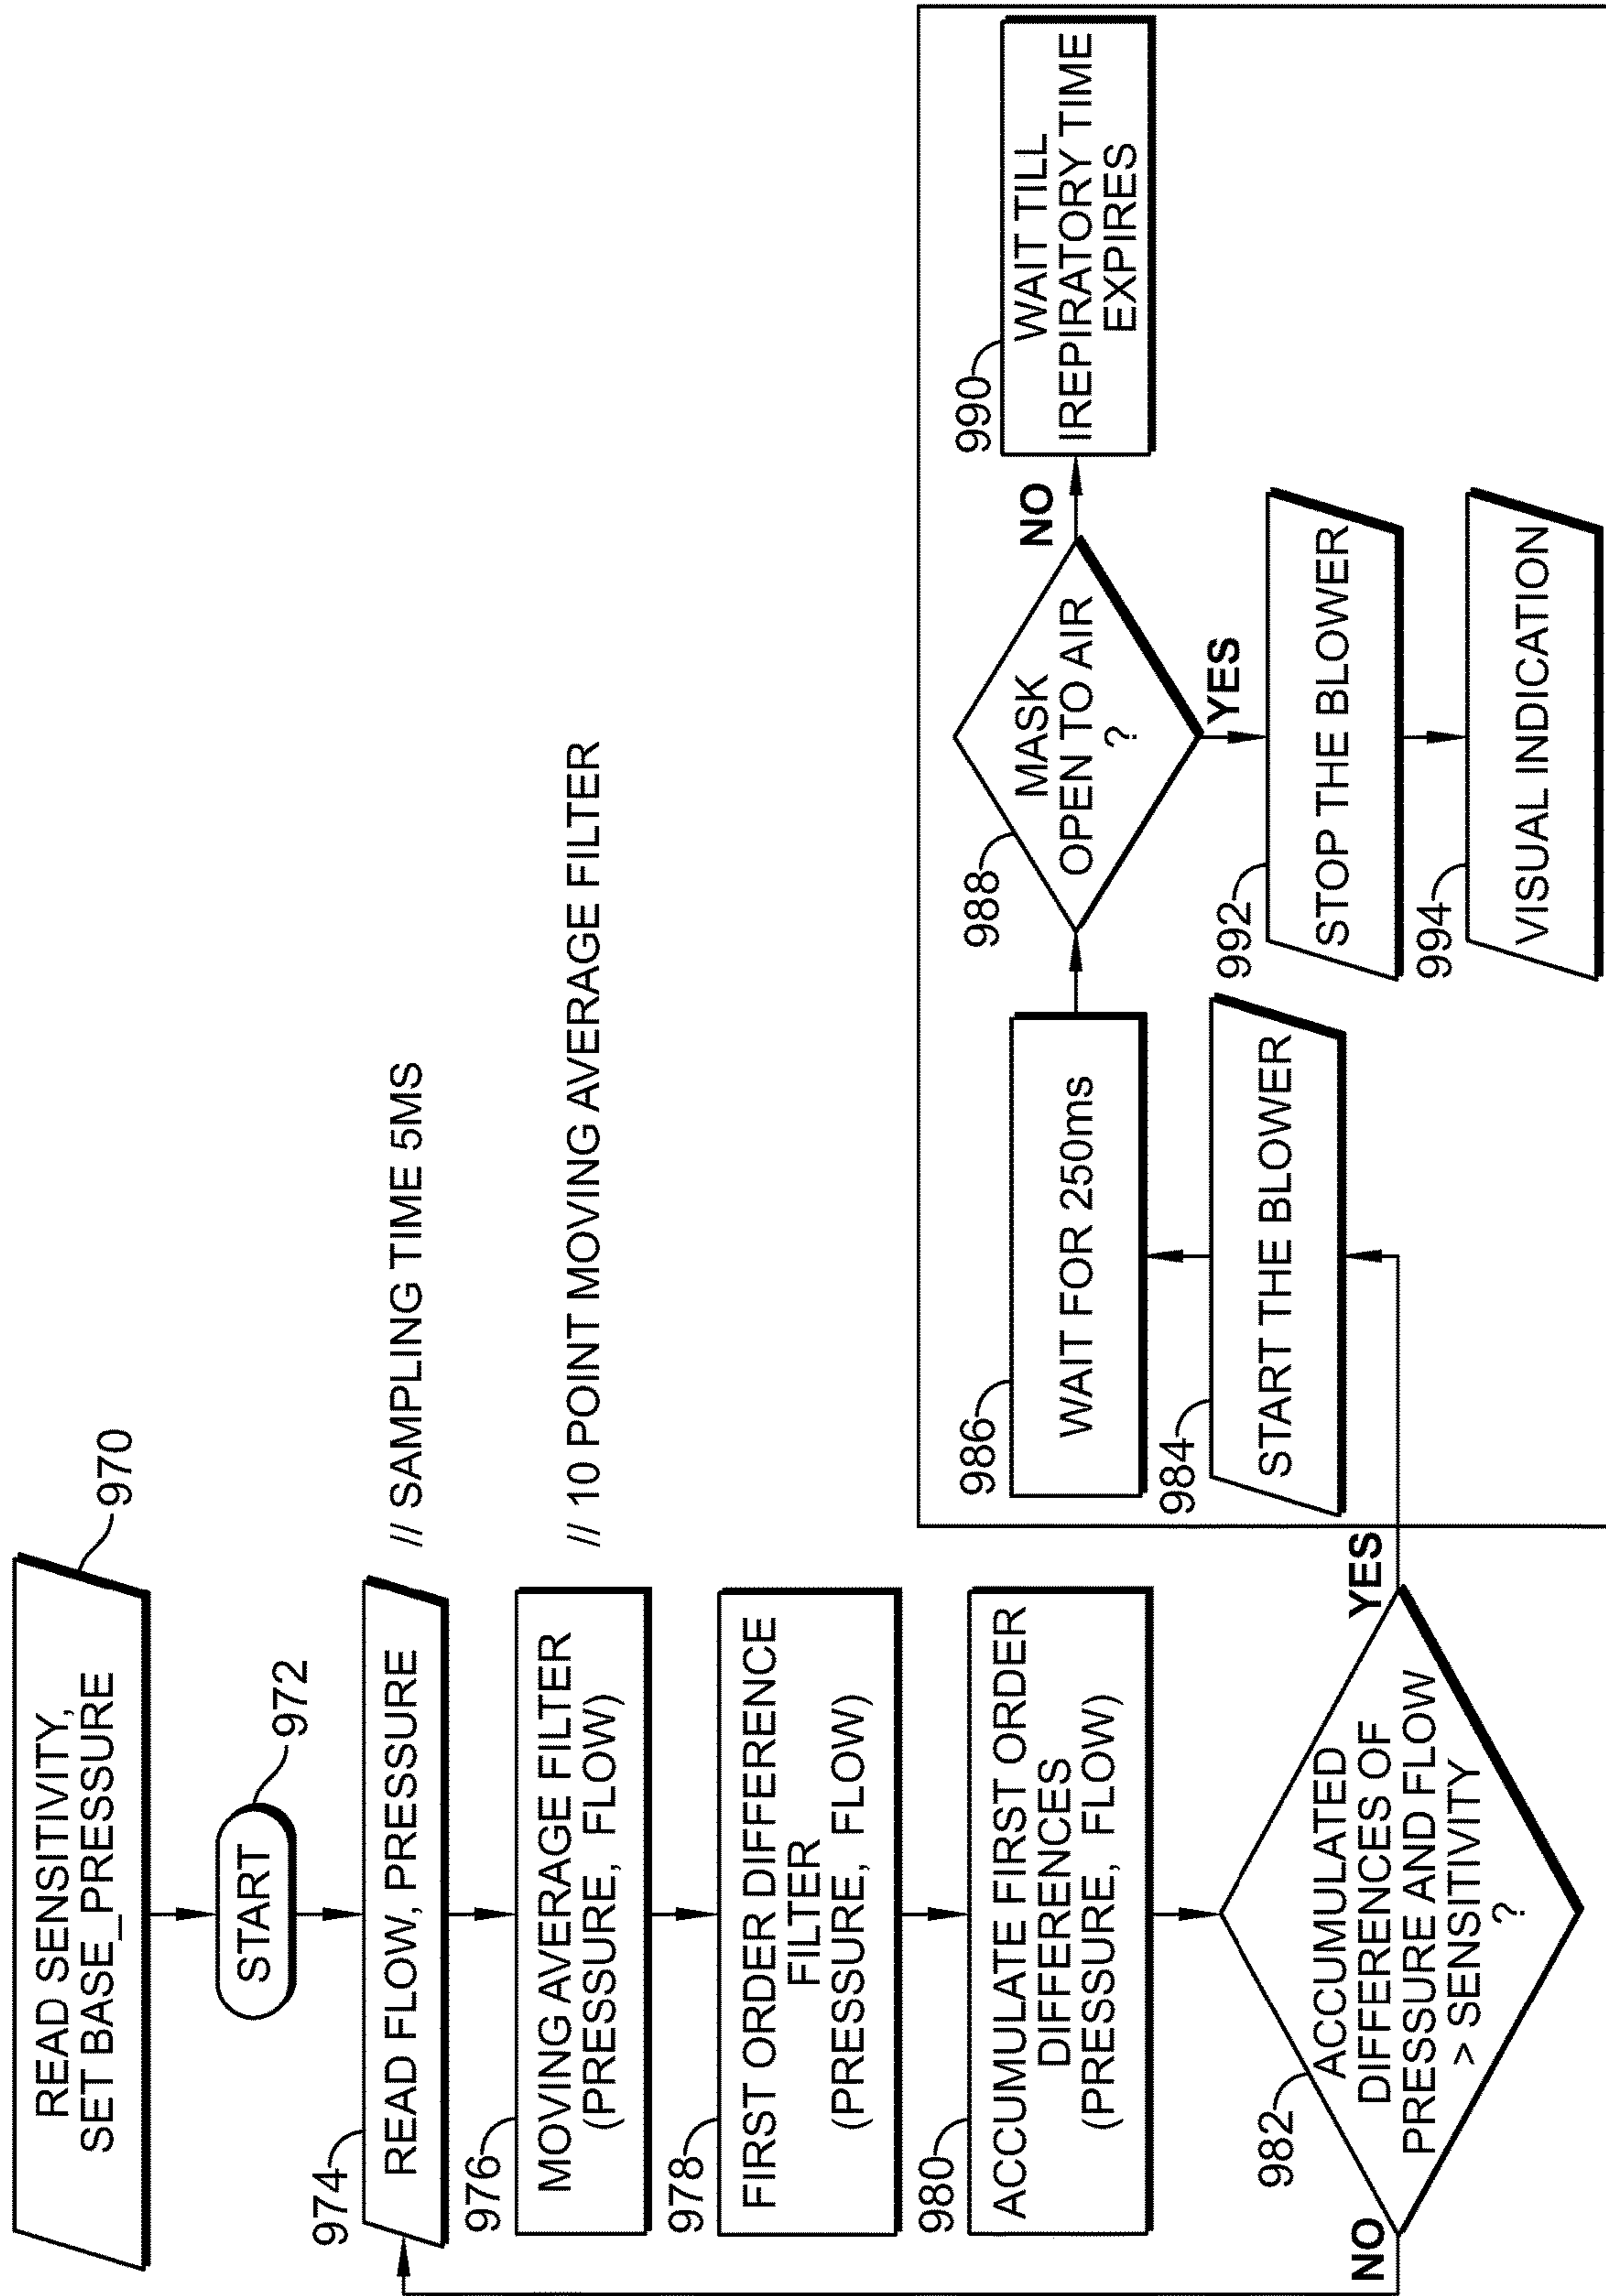 READ SENSITIVITY,
SET BASE_PRESSURE
970
START
972
974
READ FLOW, PRESSURE
// SAMPLING TIME 5MS
976
MOVING AVERAGE FILTER
(PRESSURE, FLOW)
// 10 POINT MOVING AVERAGE FILTER
978
FIRST ORDER DIFFERENCE
FILTER
(PRESSURE, FLOW)
980
ACCUMULATE FIRST ORDER
DIFFERENCES
(PRESSURE, FLOW)
982
ACCUMULATED
DIFFERENCES OF
PRESSURE AND FLOW
> SENSITIVITY
?
NO
YES
984
START THE BLOWER
986
WAIT FOR 250ms
988
MASK
OPEN TO AIR
?
NO
990
WAIT TILL
IREPIRATORY TIME
EXPIRES
YES
992
STOP THE BLOWER
994
VISUAL INDICATION